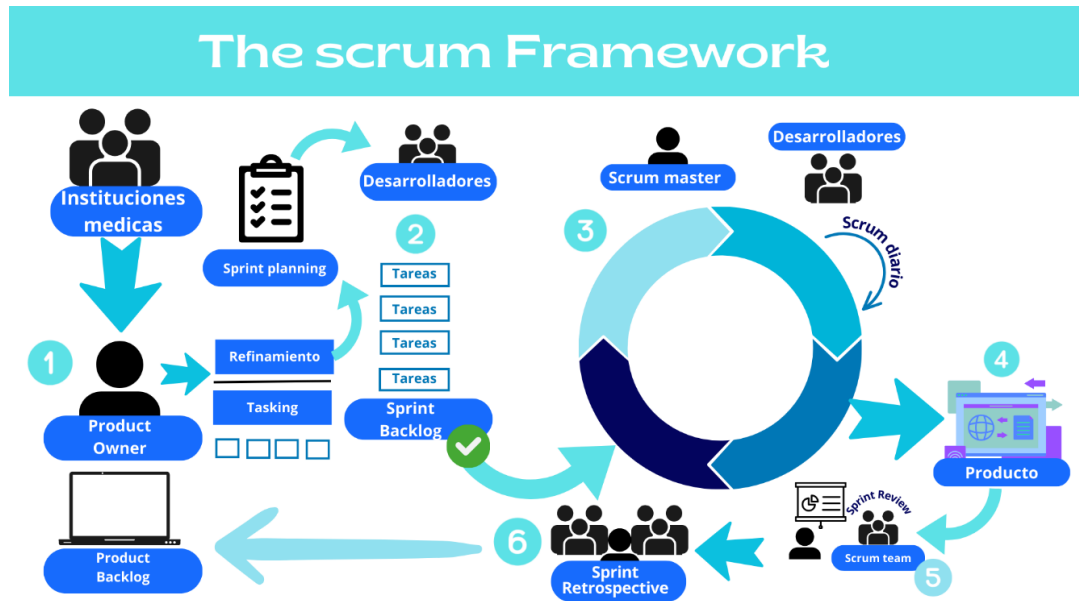 The scrum Framework
Instituciones
medicas
Sprint planning
Desarrolladores
2
Tareas
Tareas
Tareas
Tareas
Sprint
Backlog
1
Product
Owner
Refinamiento
Tasking
Product
Backlog
3
Scrum master
Desarrolladores
Scrum diario
4
Producto
Sprint Review
Scrum team
5
6
Sprint
Retrospective